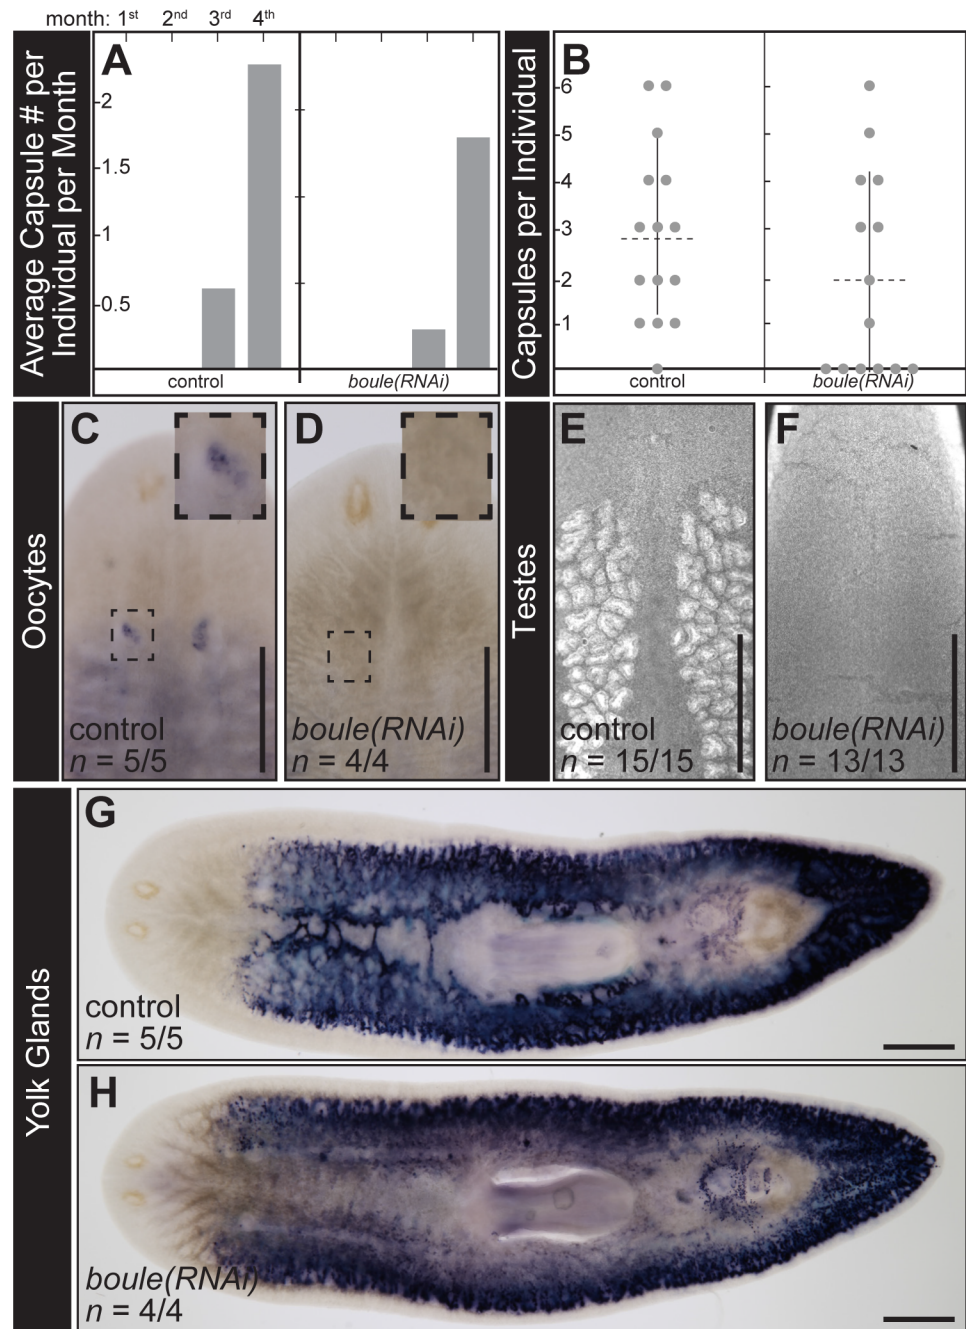 month: 1st 2nd 3rd 4th
A
Average Capsule # per
Individual per Month
2
1.5
1
0.5
control
boule(RNAi)
B
Capsules per Individual
6
5
4
3
2
1
control
boule(RNAi)
Oocytes
C
control
n = 5/5
D
boule(RNAi)
n = 4/4
Testes
E
control
n = 15/15
F
boule(RNAi)
n = 13/13
Yolk Glands
G
control
n = 5/5
H
boule(RNAi)
n = 4/4